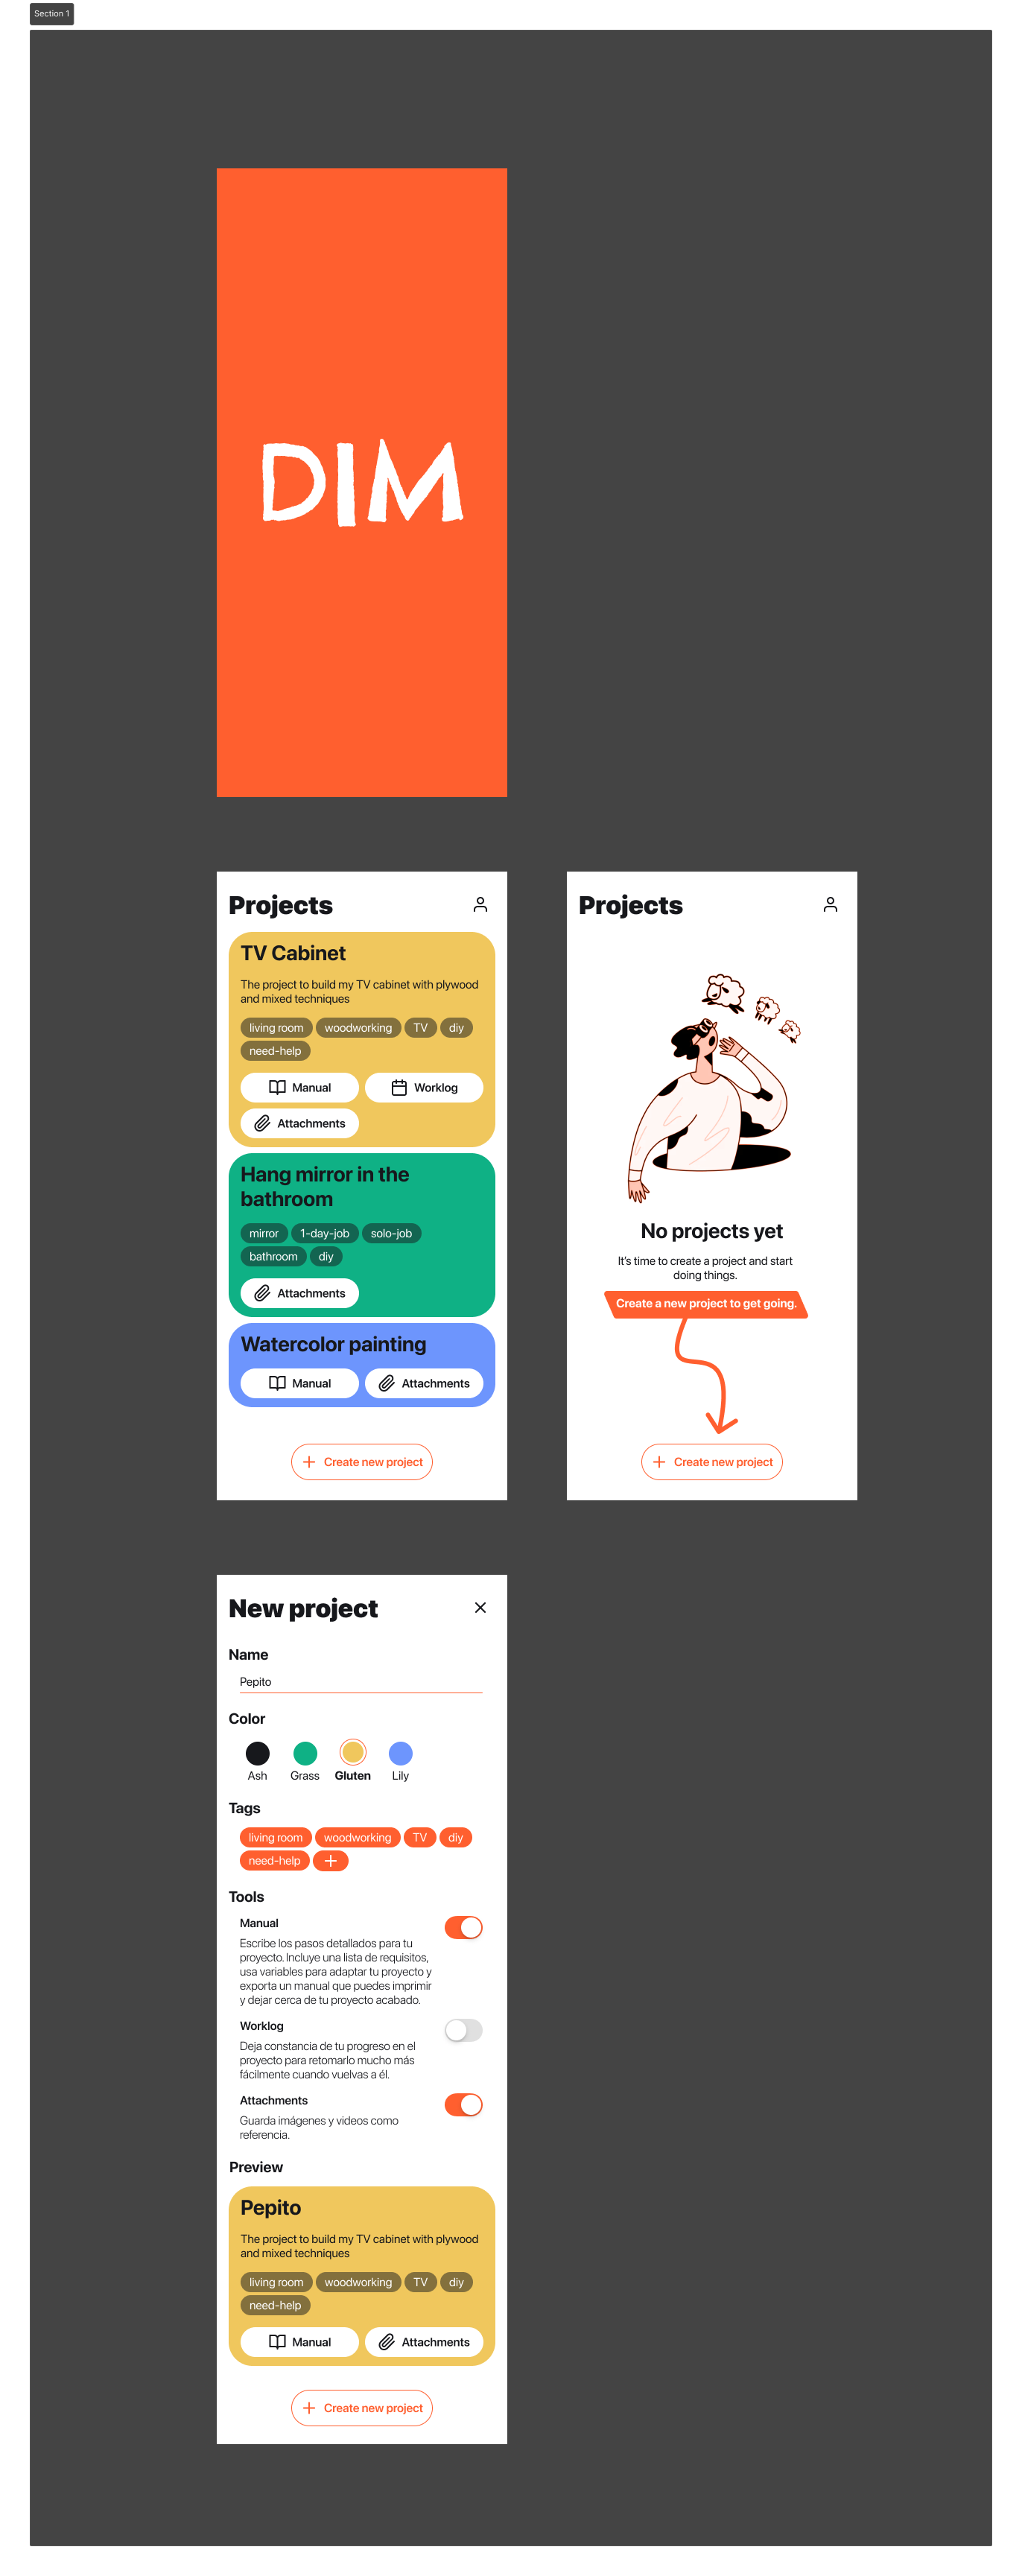 Section 1
DIM
Projects
TV Cabinet
The project to build my TV cabinet with plywood
and mixed techniques
living room woodworking TV diy
need-help
Manual Worklog
Attachments
Hang mirror in the
bathroom
mirror 1-day-job solo-job
bathroom diy
Attachments
Watercolor painting
Manual Attachments
Create new project
Projects
No projects yet
It's time to create a project and start
doing things.
Create a new project to get going.
Create new project
New project
Name
Pepito
Color
Ash Grass Gluten Lily
Tags
living room woodworking TV diy
need-help
Tools
Manual
Escribe los pasos detallados para tu
proyecto. Incluye una lista de requisitos,
usa variables para adaptar tu proyecto y
exporta un manual que puedes imprimir
y dejar cerca de tu proyecto acabado.
Worklog
Deja constancia de tu progreso en el
proyecto para retomarlo mucho más
fácilmente cuando vuelvas a él.
Attachments
Guarda imágenes y videos como
referencia.
Preview
Pepito
The project to build my TV cabinet with plywood
and mixed techniques
living room woodworking TV diy
need-help
Manual Attachments
Create new project